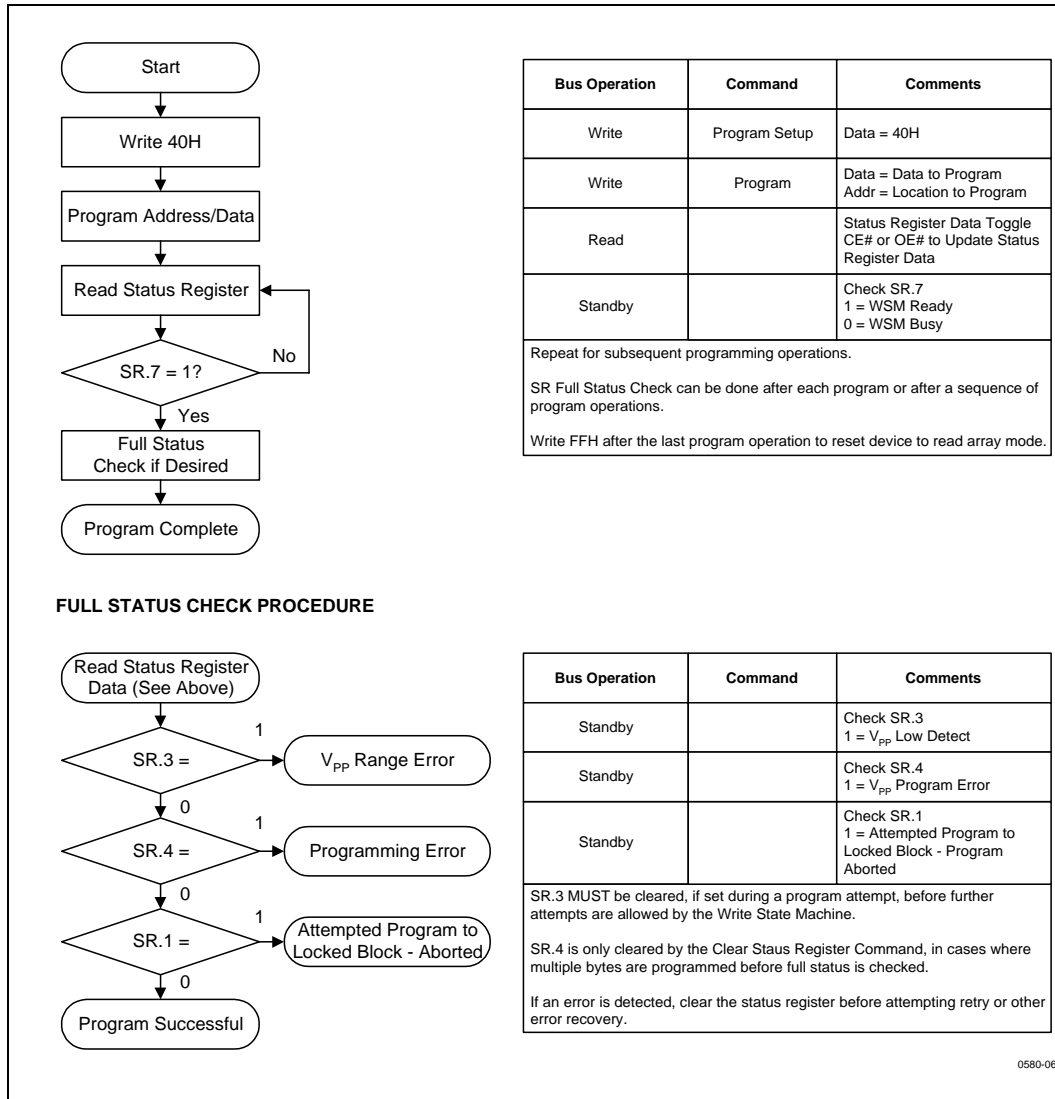 Start
Write 40H
Program Address/Data
Read Status Register
SR.7 = 1?
No
Yes
Full Status
Check if Desired
Program Complete
Bus Operation Command Comments
Write Program Setup Data = 40H
Write Program Data = Data to Program
Addr = Location to Program
Read Status Register Data Toggle
CE# or OE# to Update Status
Register Data
Standby Check SR.7
1 = WSM Ready
0 = WSM Busy
Repeat for subsequent programming operations.
SR Full Status Check can be done after each program or after a sequence of
program operations.
Write FFH after the last program operation to reset device to read array mode.
FULL STATUS CHECK PROCEDURE
Read Status Register
Data (See Above)
SR.3 =
1
VPP Range Error
0
SR.4 =
1
Programming Error
0
SR.1 =
1
Attempted Program to
Locked Block - Aborted
0
Program Successful
Bus Operation Command Comments
Standby Check SR.3
1 = VPP Low Detect
Standby Check SR.4
1 = VPP Program Error
Standby Check SR.1
1 = Attempted Program to
Locked Block - Program
Aborted
SR.3 MUST be cleared, if set during a program attempt, before further
attempts are allowed by the Write State Machine.
SR.4 is only cleared by the Clear Staus Register Command, in cases where
multiple bytes are programmed before full status is checked.
If an error is detected, clear the status register before attempting retry or other
error recovery.
0580-06